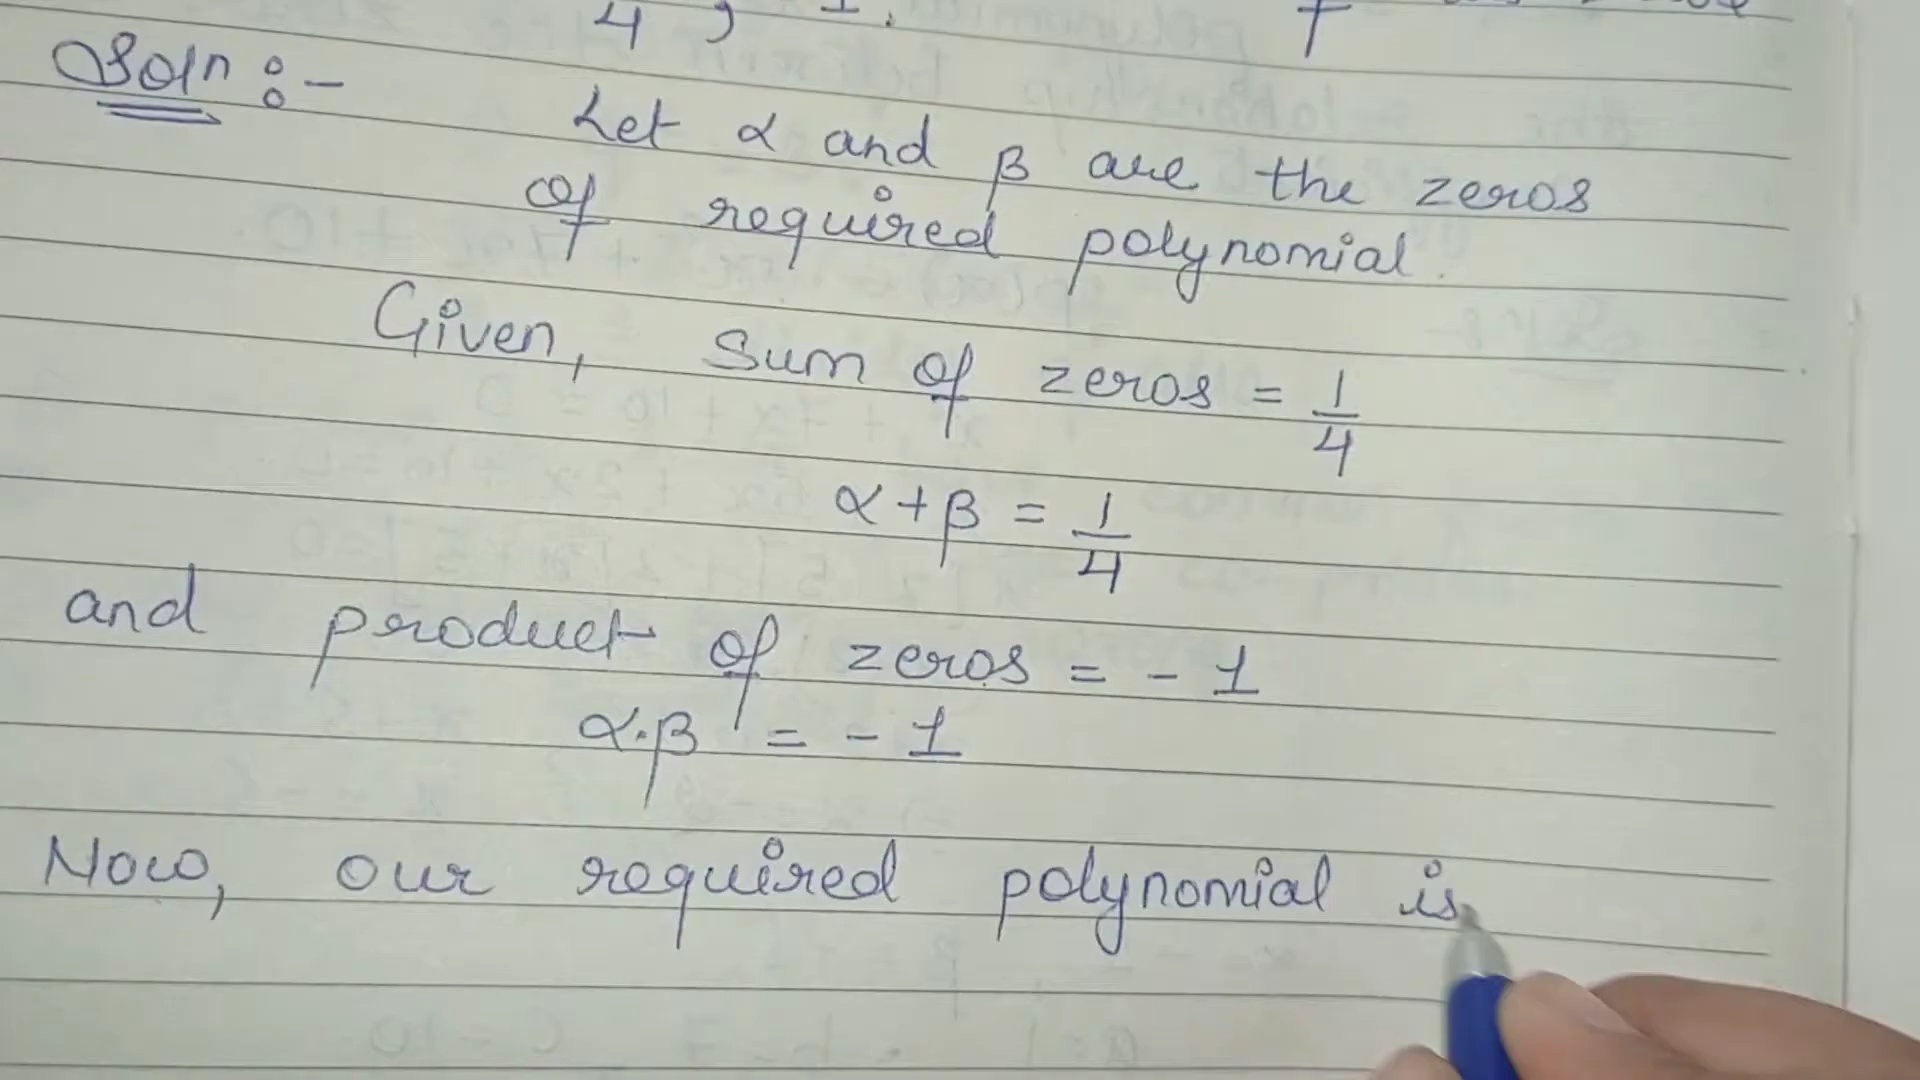 Soln :-
Let α and β are the zeros
of required polynomial.
Given, Sum of zeros = 1/4
α + β = 1/4
and product of zeros = - 1
α.β = - 1
Now, our required polynomial is